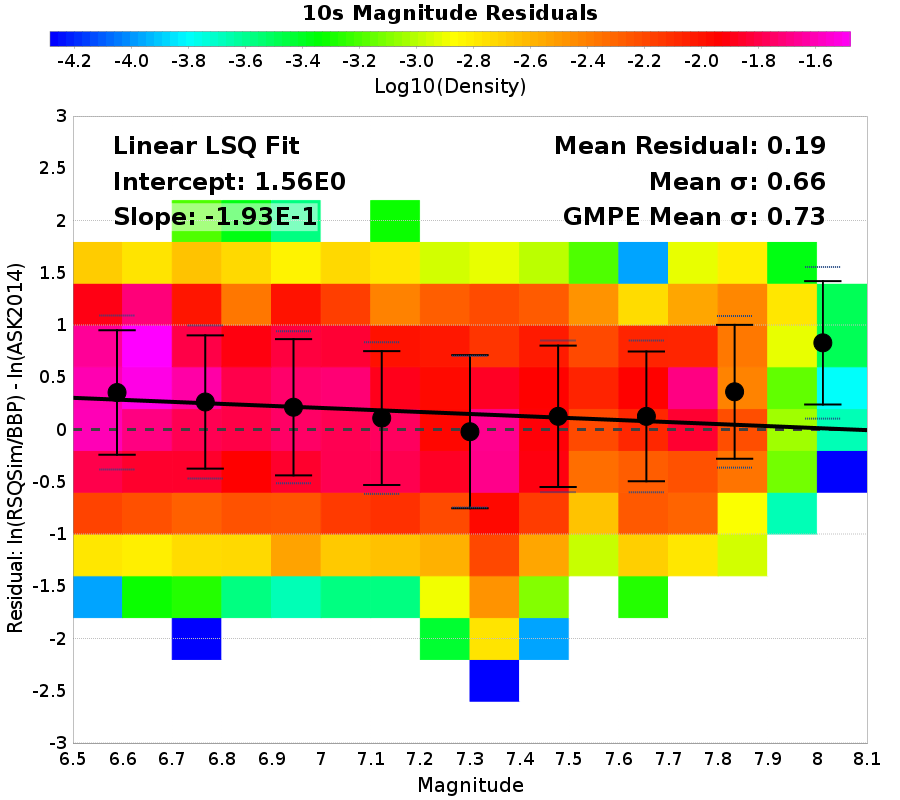 10s Magnitude Residuals
-4.2 -4.0 -3.8 -3.6 -3.4 -3.2 -3.0 -2.8 -2.6 -2.4 -2.2 -2.0 -1.8 -1.6
Log10(Density)
Linear LSQ Fit
Intercept: 1.56E0
Slope: -1.93E-1
Mean Residual: 0.19
Mean σ: 0.66
GMPE Mean σ: 0.73
Residual: ln(RSQSim/BBP) - ln(ASK2014)
3
2.5
2
1.5
1
0.5
0
-0.5
-1
-1.5
-2
-2.5
-3
6.5 6.6 6.7 6.8 6.9 7 7.1 7.2 7.3 7.4 7.5 7.6 7.7 7.8 7.9 8 8.1
Magnitude